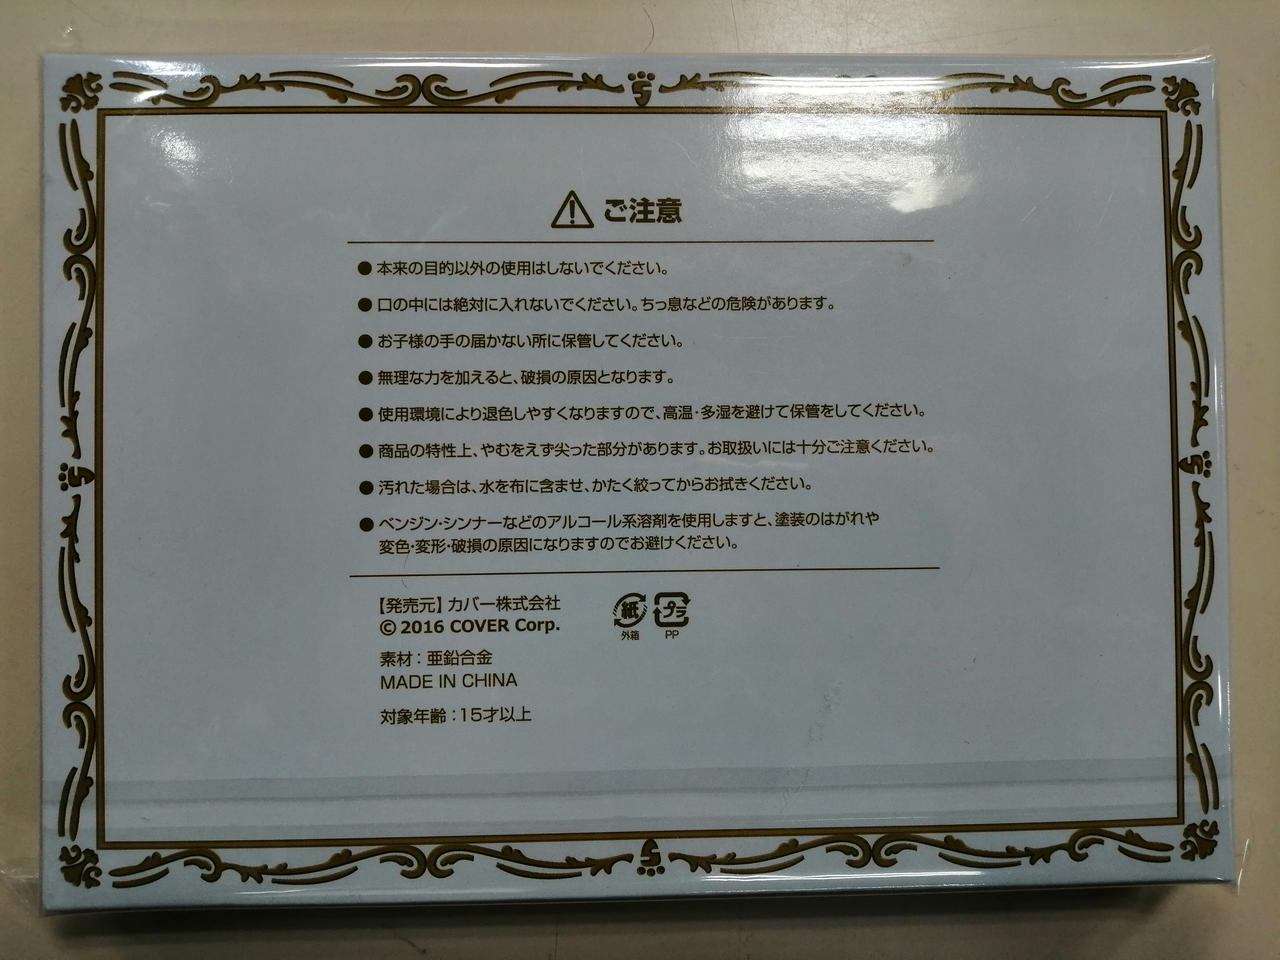 ご注意
●本来の目的以外の使用はしないでください。
●口の中には絶対に入れないでください。ちっ息などの危険があります。
●お子様の手の届かない所に保管してください。
●無理な力を加えると、破損の原因となります。
●使用環境により退色しやすくなりますので、高温・多湿を避けて保管をしてください。
●商品の特性上、やむをえず尖った部分があります。お取扱いには十分ご注意ください。
●汚れた場合は、水を布に含ませ、かたく絞ってからお拭きください。
●ベンジン・シンナーなどのアルコール系溶剤を使用しますと、塗装のはがれや
変色・変形・破損の原因になりますのでお避けください。
【発売元】カバー株式会社
© 2016 COVER Corp.
紙 プラ
外箱 PP
素材：亜鉛合金
MADE IN CHINA
対象年齢：15才以上